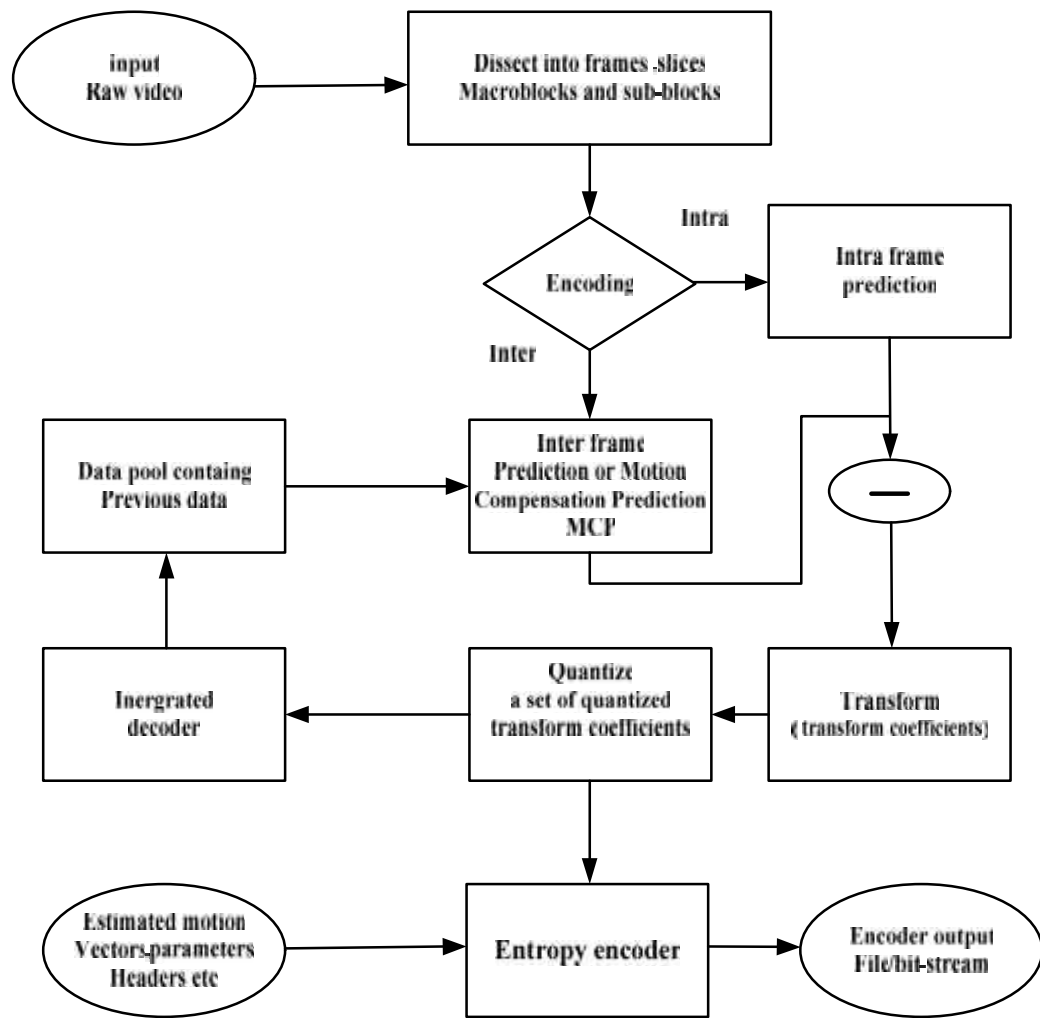 input
Raw video
Dissect into frames -slices
Macroblocks and sub-blocks
Intra
Encoding
Intra frame
prediction
Inter
Data pool containg
Previous data
Inter frame
Prediction or Motion
Compensation Prediction
MCP
—
Inergrated
decoder
Quantize
a set of quantized
transform coefficients
Transform
( transform coefficients)
Estimated motion
Vectors-parameters
Headers etc
Entropy encoder
Encoder output
File/bit-stream